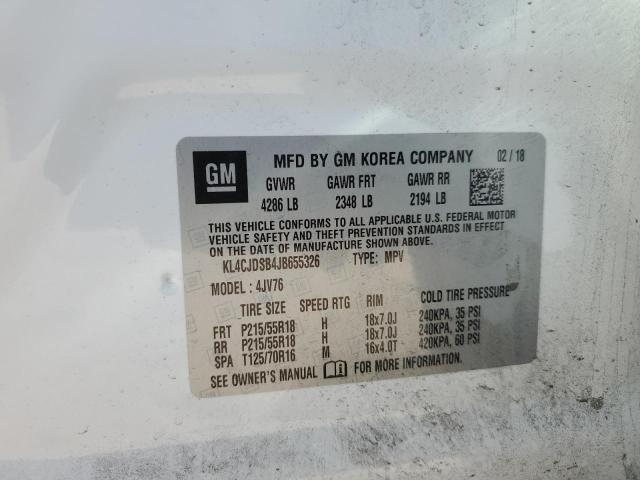 GM
MFD BY GM KOREA COMPANY 02 / 18
GVWR GAWR FRT GAWR RR
4286 LB 2348 LB 2194 LB
THIS VEHICLE CONFORMS TO ALL APPLICABLE U.S. FEDERAL MOTOR
VEHICLE SAFETY AND THEFT PREVENTION STANDARDS IN EFFECT
ON THE DATE OF MANUFACTURE SHOWN ABOVE.
KL4CJDSB4JB655326 TYPE: MPV
MODEL: 4JV76
TIRE SIZE SPEED RTG RIM COLD TIRE PRESSURE
FRT P215/55R18 H 18x7.0J 240KPA, 35 PSI
RR P215/55R18 H 18x7.0J 240KPA, 35 PSI
SPA T125/70R16 M 16x4.0T 420KPA, 60 PSI
SEE OWNER'S MANUAL FOR MORE INFORMATION.